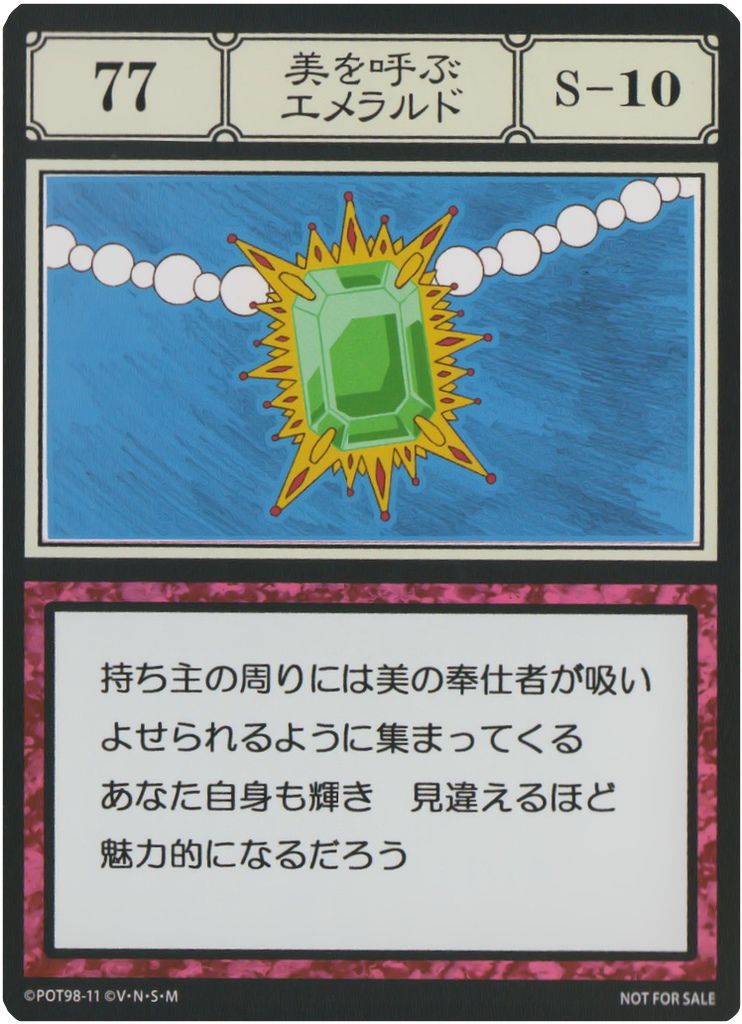 77
美を呼ぶ
エメラルド
S-10
持ち主の周りには美の奉仕者が吸い
よせられるように集まってくる
あなた自身も輝き　見違えるほど
魅力的になるだろう
©POT98-11 ©V・N・S・M
NOT FOR SALE